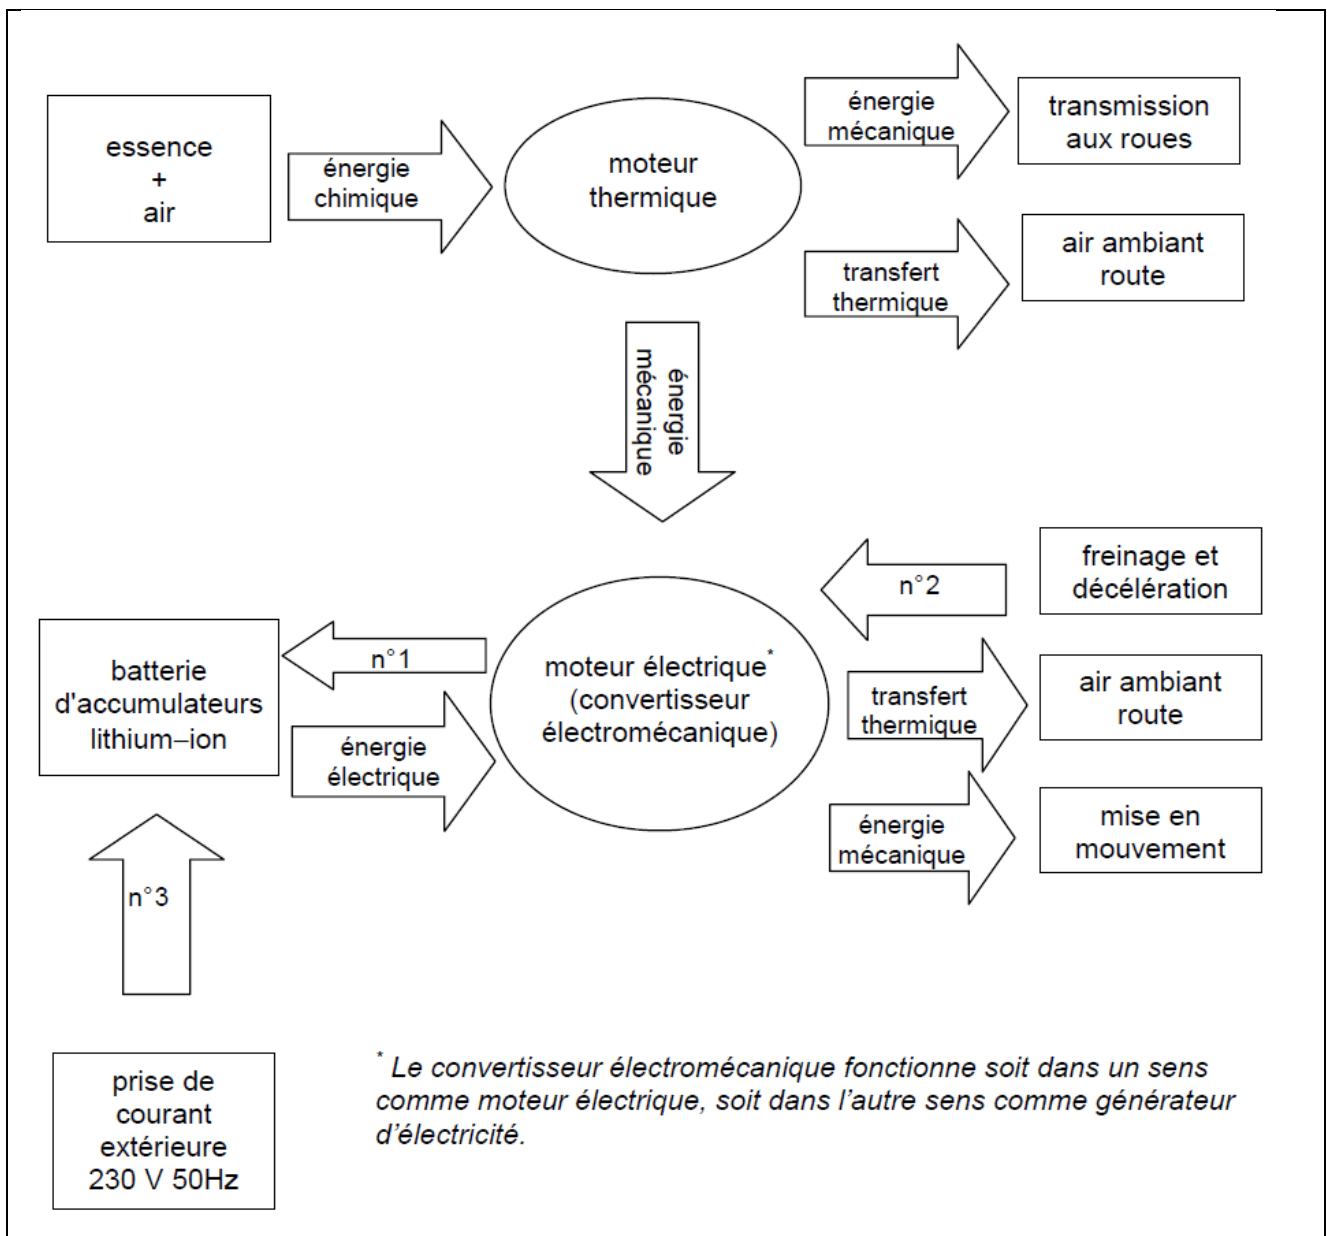 essence
+
air
énergie
chimique
moteur
thermique
énergie
mécanique
transmission
aux roues
transfert
thermique
air ambiant
route
énergie
mécanique
freinage et
décélération
n°2
batterie
d'accumulateurs
lithium–ion
n°1
énergie
électrique
moteur électrique*
(convertisseur
électromécanique)
transfert
thermique
air ambiant
route
énergie
mécanique
mise en
mouvement
n°3
prise de
courant
extérieure
230 V 50Hz
* Le convertisseur électromécanique fonctionne soit dans un sens
comme moteur électrique, soit dans l’autre sens comme générateur
d’électricité.